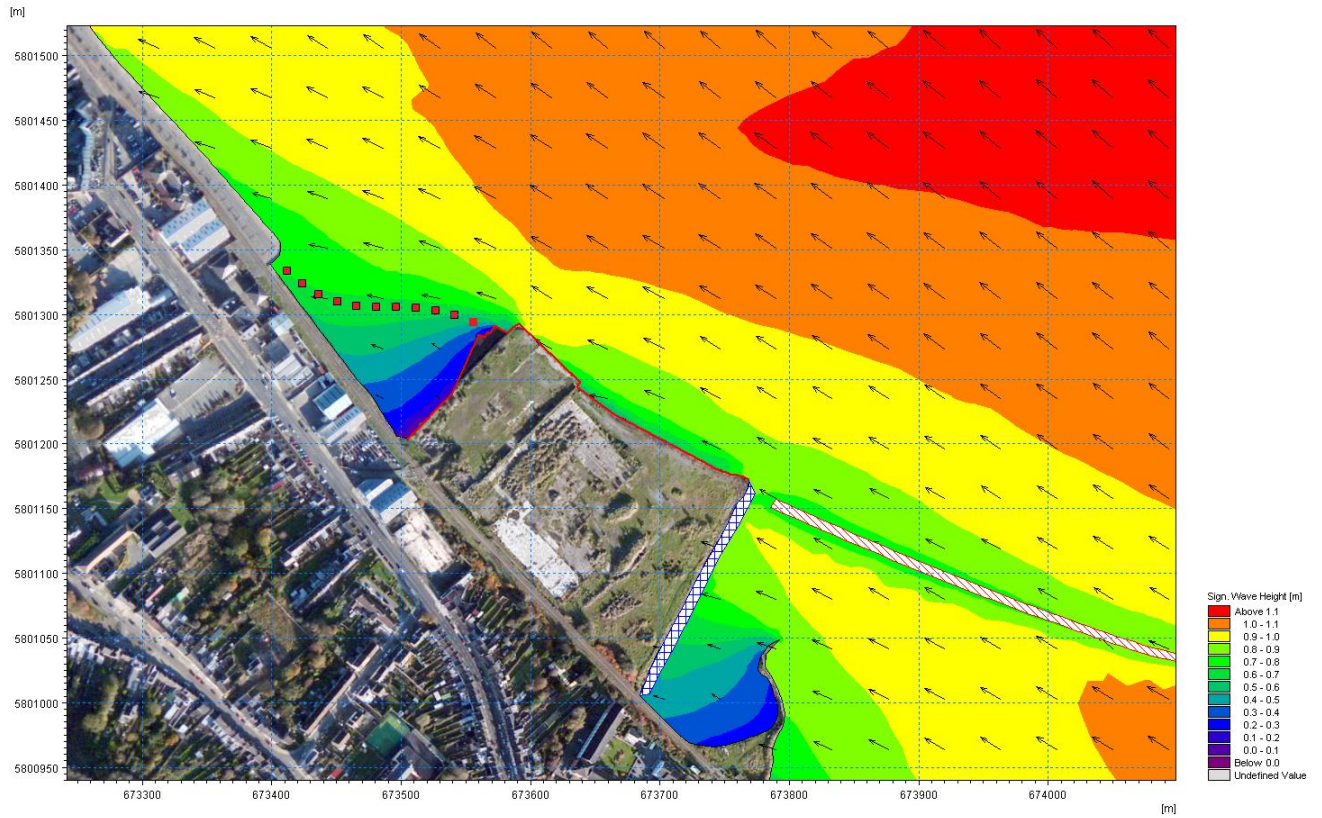 [m]
5801500
5801450
5801400
5801350
5801300
5801250
5801200
5801150
5801100
5801050
5801000
5800950
673300 673400 673500 673600 673700 673800 673900 674000
[m]
Sign. Wave Height [m]
Above 1.1
1.0 - 1.1
0.9 - 1.0
0.8 - 0.9
0.7 - 0.8
0.6 - 0.7
0.5 - 0.6
0.4 - 0.5
0.3 - 0.4
0.2 - 0.3
0.1 - 0.2
0.0 - 0.1
Below 0.0
Undefined Value